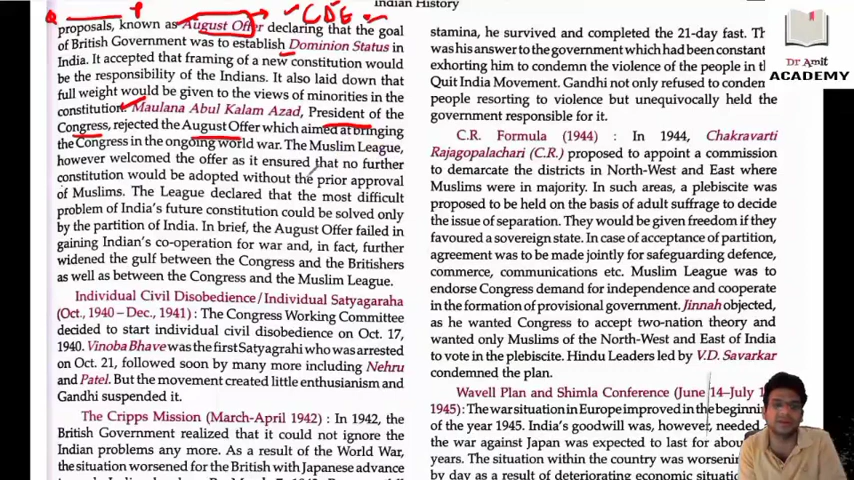 Indian History
CDE
proposals, known as August Offer declaring that the goal
of British Government was to establish Dominion Status in
India. It accepted that framing of a new constitution would
be the responsibility of the Indians. It also laid down that
full weight would be given to the views of minorities in the
constitution. Maulana Abul Kalam Azad, President of the
Congress, rejected the August Offer which aimed at bringing
the Congress in the ongoing world war. The Muslim League,
however welcomed the offer as it ensured that no further
constitution would be adopted without the prior approval
of Muslims. The League declared that the most difficult
problem of India's future constitution could be solved only
by the partition of India. In brief, the August Offer failed in
gaining Indian's co-operation for war and, in fact, further
widened the gulf between the Congress and the Britishers
as well as between the Congress and the Muslim League.
Individual Civil Disobedience/Individual Satyagaraha
(Oct., 1940 – Dec., 1941) : The Congress Working Committee
decided to start individual civil disobedience on Oct. 17,
1940. Vinoba Bhave was the first Satyagrahi who was arrested
on Oct. 21, followed soon by many more including Nehru
and Patel. But the movement created little enthusiasm and
Gandhi suspended it.
The Cripps Mission (March-April 1942) : In 1942, the
British Government realized that it could not ignore the
Indian problems any more. As a result of the World War,
the situation worsened for the British with Japanese advance
stamina, he survived and completed the 21-day fast. Th
was his answer to the government which had been constant
exhorting him to condemn the violence of the people in th
Quit India Movement. Gandhi not only refused to conden
people resorting to violence but unequivocally held the
government responsible for it.
C.R. Formula (1944) : In 1944, Chakravarti
Rajagopalachari (C.R.) proposed to appoint a commission
to demarcate the districts in North-West and East where
Muslims were in majority. In such areas, a plebiscite was
proposed to be held on the basis of adult suffrage to decide
the issue of separation. They would be given freedom if they
favoured a sovereign state. In case of acceptance of partition,
agreement was to be made jointly for safeguarding defence,
commerce, communications etc. Muslim League was to
endorse Congress demand for independence and cooperate
in the formation of provisional government. Jinnah objected,
as he wanted Congress to accept two-nation theory and
wanted only Muslims of the North-West and East of India
to vote in the plebiscite. Hindu Leaders led by V.D. Savarkar
condemned the plan.
Wavell Plan and Shimla Conference (June 14–July 1
1945) : The war situation in Europe improved in the beginni
of the year 1945. India's goodwill was, however, needed
the war against Japan was expected to last for abou
years. The situation within the country was worsenin
by day as a result of deteriorating economic situati
Dr Amit
ACADEMY